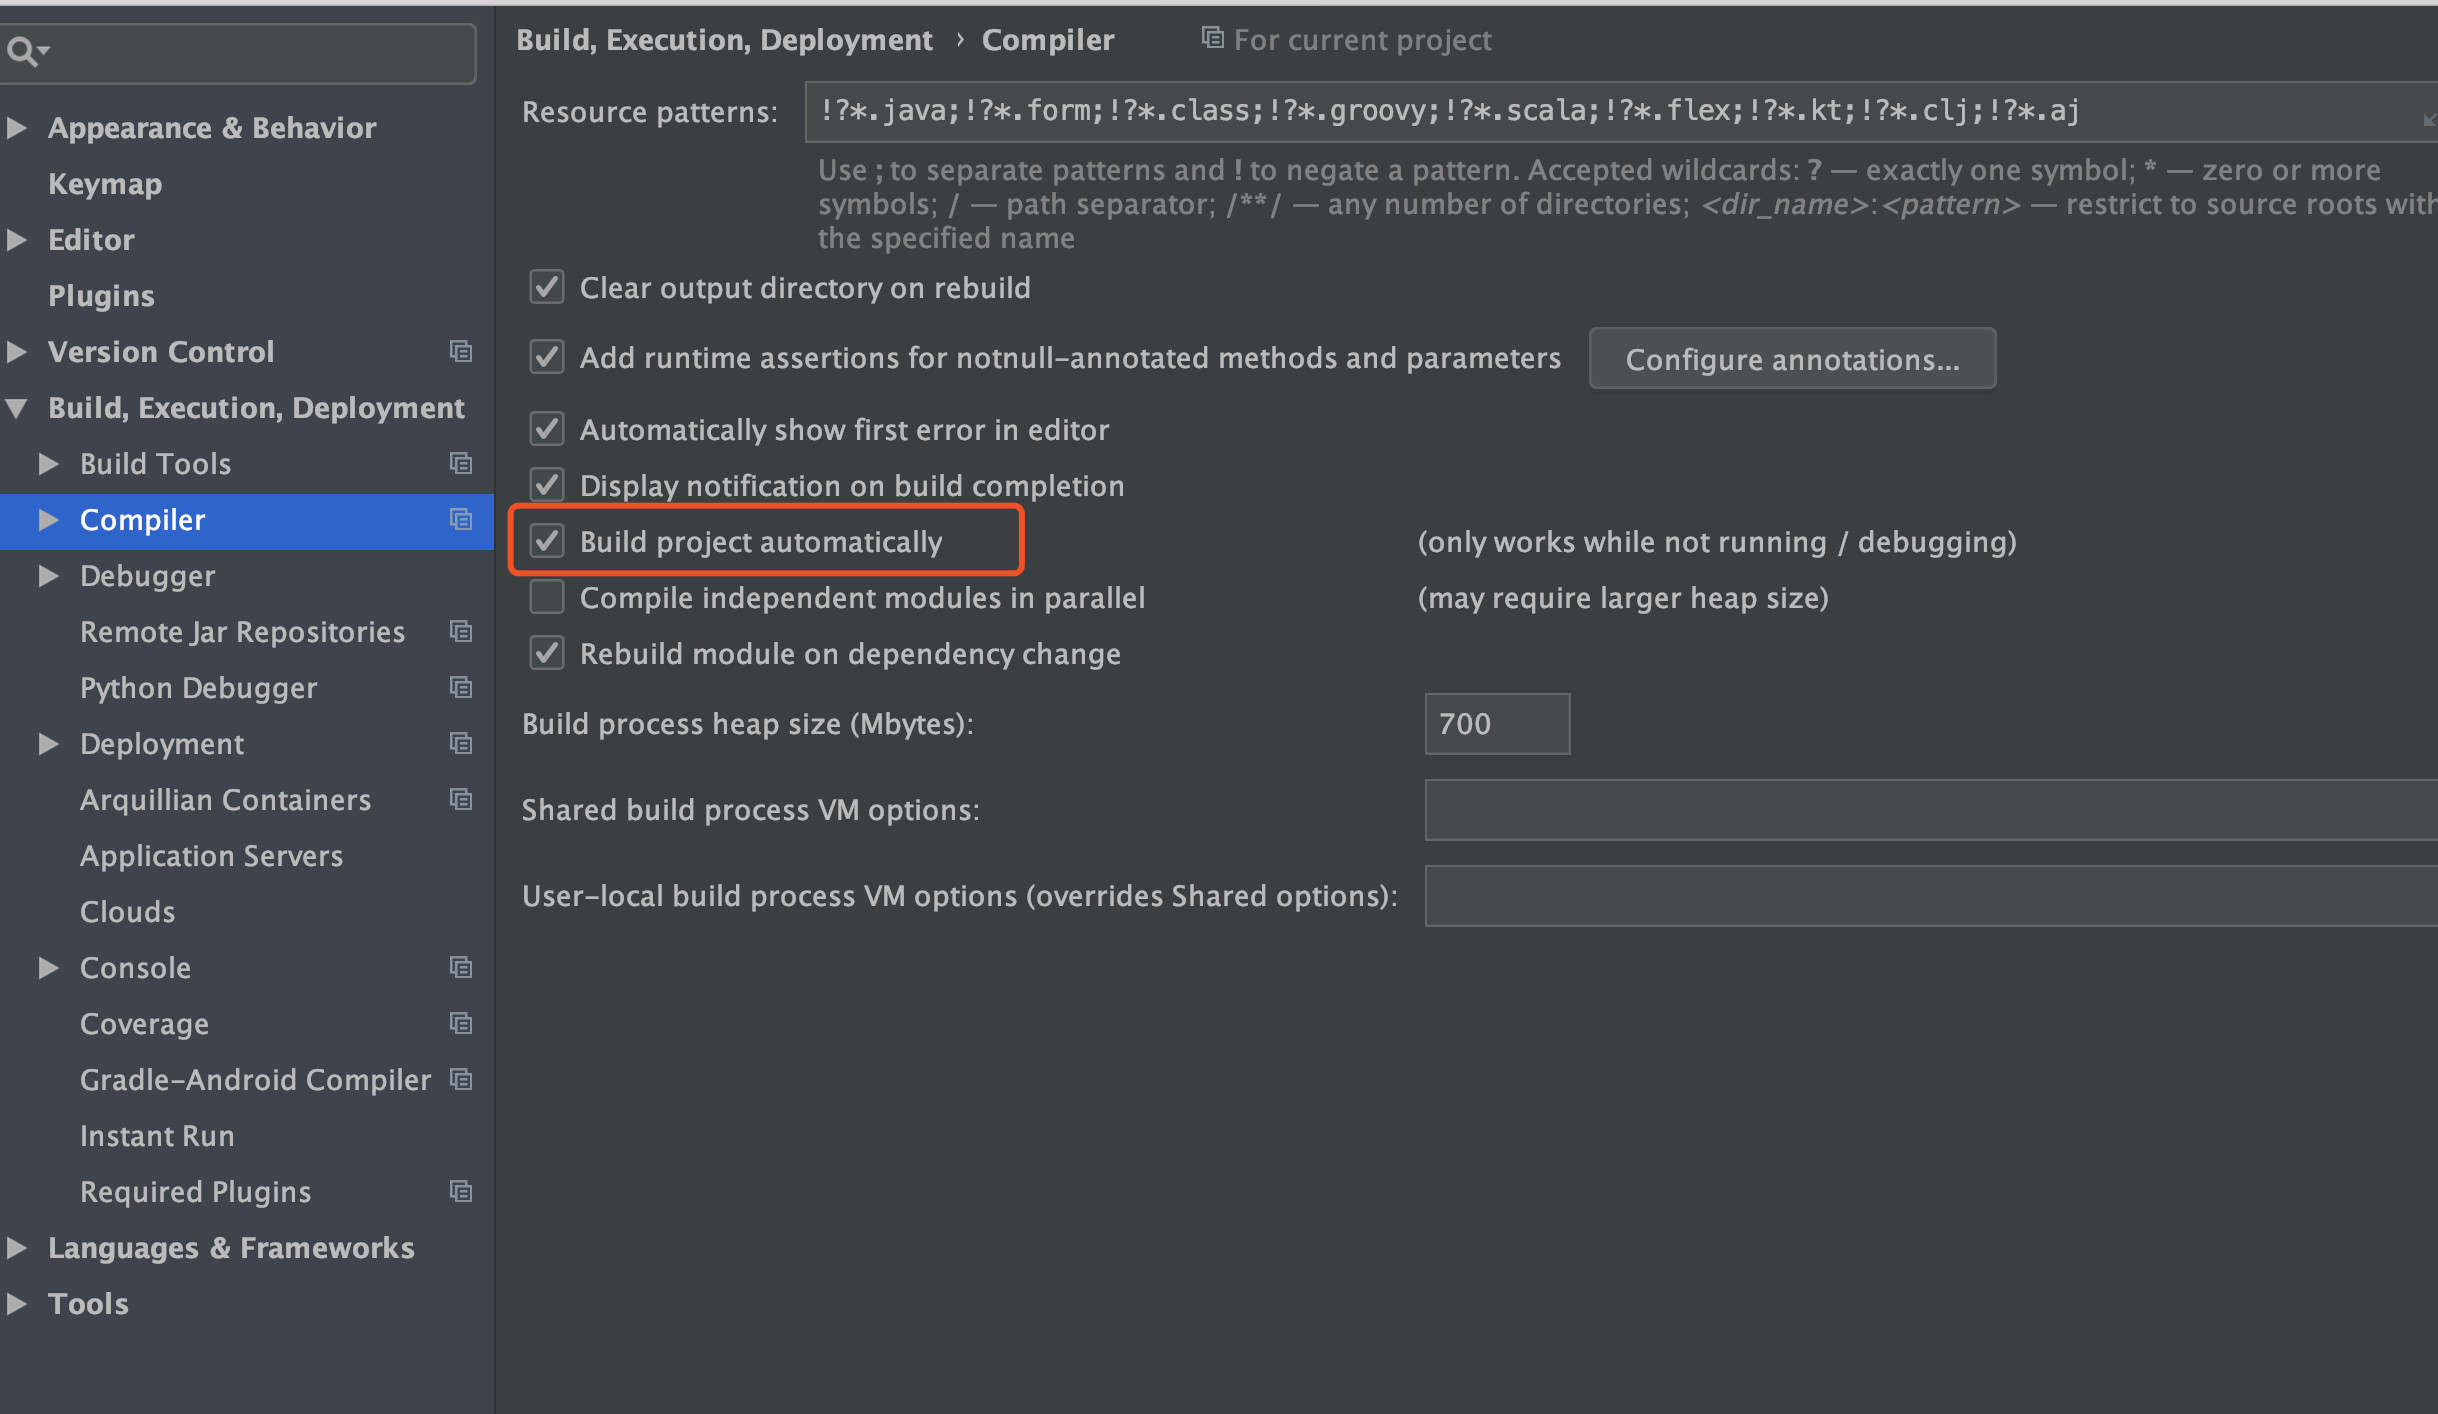 Appearance & Behavior
Keymap
Editor
Plugins
Version Control
Build, Execution, Deployment
Build Tools
Compiler
Debugger
Remote Jar Repositories
Python Debugger
Deployment
Arquillian Containers
Application Servers
Clouds
Console
Coverage
Gradle-Android Compiler
Instant Run
Required Plugins
Languages & Frameworks
Tools
Build, Execution, Deployment › Compiler For current project
Resource patterns: !?*.java;!?*.form;!?*.class;!?*.groovy;!?*.scala;!?*.flex;!?*.kt;!?*.clj;!?*.aj
Use ; to separate patterns and ! to negate a pattern. Accepted wildcards: ? — exactly one symbol; * — zero or more
symbols; / — path separator; /**/ — any number of directories; <dir_name>:<pattern> — restrict to source roots with
the specified name
Clear output directory on rebuild
Add runtime assertions for notnull-annotated methods and parameters Configure annotations...
Automatically show first error in editor
Display notification on build completion
Build project automatically (only works while not running / debugging)
Compile independent modules in parallel (may require larger heap size)
Rebuild module on dependency change
Build process heap size (Mbytes): 700
Shared build process VM options:
User-local build process VM options (overrides Shared options):